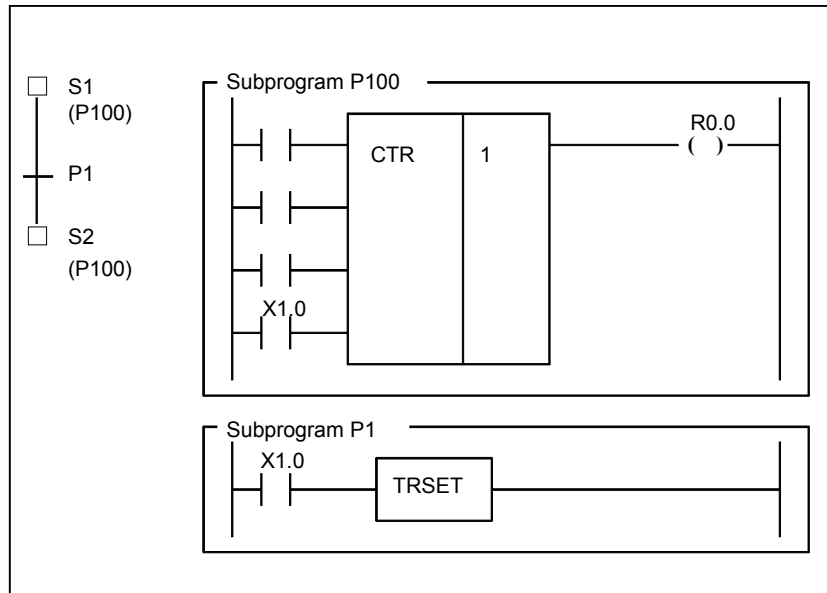 S1
(P100)
P1
S2
(P100)
Subprogram P100
CTR 1
R0.0
( )
X1.0
Subprogram P1
X1.0
TRSET